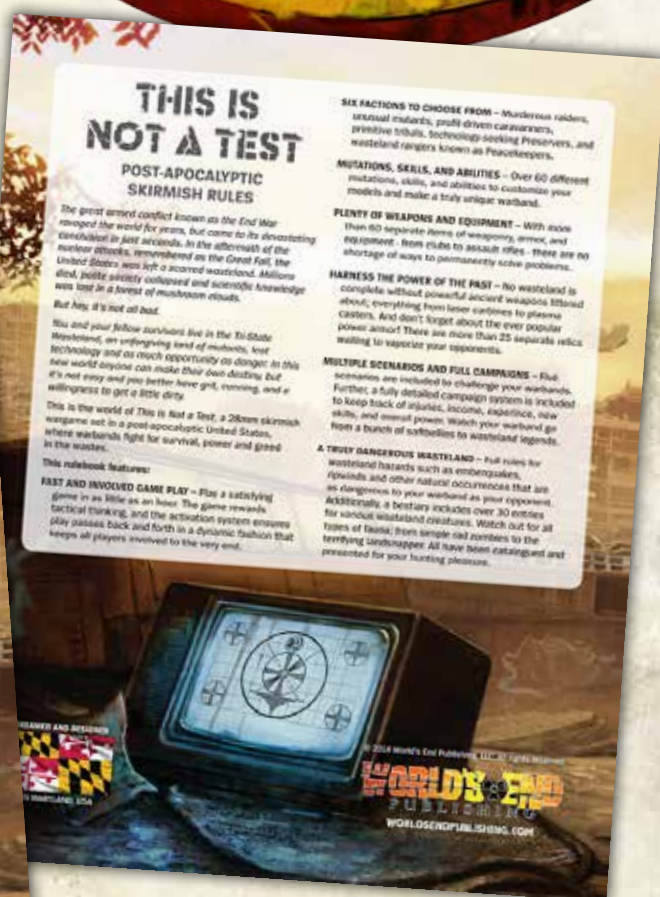 THIS IS
NOT A TEST
POST-APOCALYPTIC
SKIRMISH RULES
The great armed conflict known as the End War
ravaged the world for years, but came to its devastating
conclusion in just seconds. In the aftermath of the
nuclear attacks, remembered as the Great Fall, the
United States was left a scarred wasteland. Millions
died, polite society collapsed and scientific knowledge
was lost in a forest of mushroom clouds.
But hey, it's not all bad.
You and your fellow survivors live in the Tri-State
Wasteland, an unforgiving land of mutants, lost
technology and as much opportunity as danger. In this
new world anyone can make their own destiny, but
it's not easy and you better have grit, cunning, and a
willingness to get a little dirty.
This is the world of This is Not a Test, a 28mm skirmish
wargame set in a post-apocalyptic United States,
where warbands fight for survival, power and greed
in the wastes.
This rulebook features:
FAST AND INVOLVED GAME PLAY – Play a satisfying
game in as little as an hour. The game rewards
tactical thinking, and the activation system ensures
play passes back and forth in a dynamic fashion that
keeps all players involved to the very end.
SIX FACTIONS TO CHOOSE FROM – Murderous raiders,
unusual mutants, profit-driven caravanners,
primitive tribals, technology-seeking Preservers, and
wasteland rangers known as Peacekeepers.
MUTATIONS, SKILLS, AND ABILITIES – Over 60 different
mutations, skills, and abilities to customize your
models and make a truly unique warband.
PLENTY OF WEAPONS AND EQUIPMENT – With more
than 60 separate items of weaponry, armor, and
equipment - from clubs to assault rifles - there are no
shortage of ways to permanently solve problems.
HARNESS THE POWER OF THE PAST – No wasteland is
complete without powerful ancient weapons littered
about; everything from laser carbines to plasma
casters. And don't forget about the ever popular
power armor! There are more than 25 separate relics
waiting to vaporize your opponents.
MULTIPLE SCENARIOS AND FULL CAMPAIGNS – Five
scenarios are included to challenge your warbands.
Further, a fully detailed campaign system is included
to keep track of injuries, income, experince, new
skills, and overall power. Watch your warband go
from a bunch of softbellies to wasteland legends.
A TRULY DANGEROUS WASTELAND – Full rules for
wasteland hazards such as emberquakes,
ripwinds and other natural occurrences that are
as dangerous to your warband as your opponent.
Additionally, a bestiary includes over 30 entries
for various wasteland creatures. Watch out for all
types of fauna; from simple rad zombies to the
terrifying landsnapper. All have been catalogued and
presented for your hunting pleasure.
AND DESIGNED
MARYLAND, USA
© 2014 World's End Publishing, LLC. All rights reserved.
WORLD'S END
PUBLISHING
WORLDSENDPUBLISHING.COM